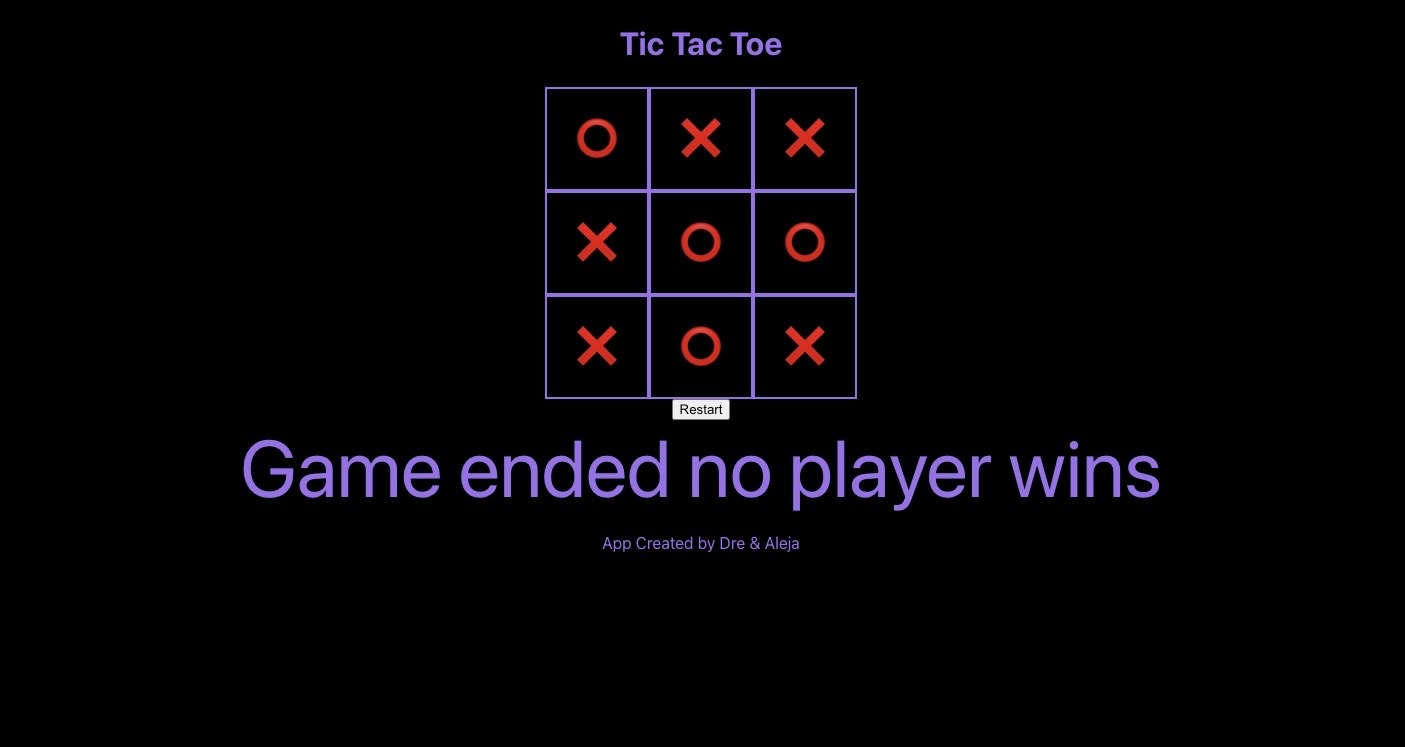 Tic Tac Toe
⭕ ❌ ❌
❌ ⭕ ⭕
❌ ⭕ ❌
Restart
Game ended no player wins
App Created by Dre & Aleja